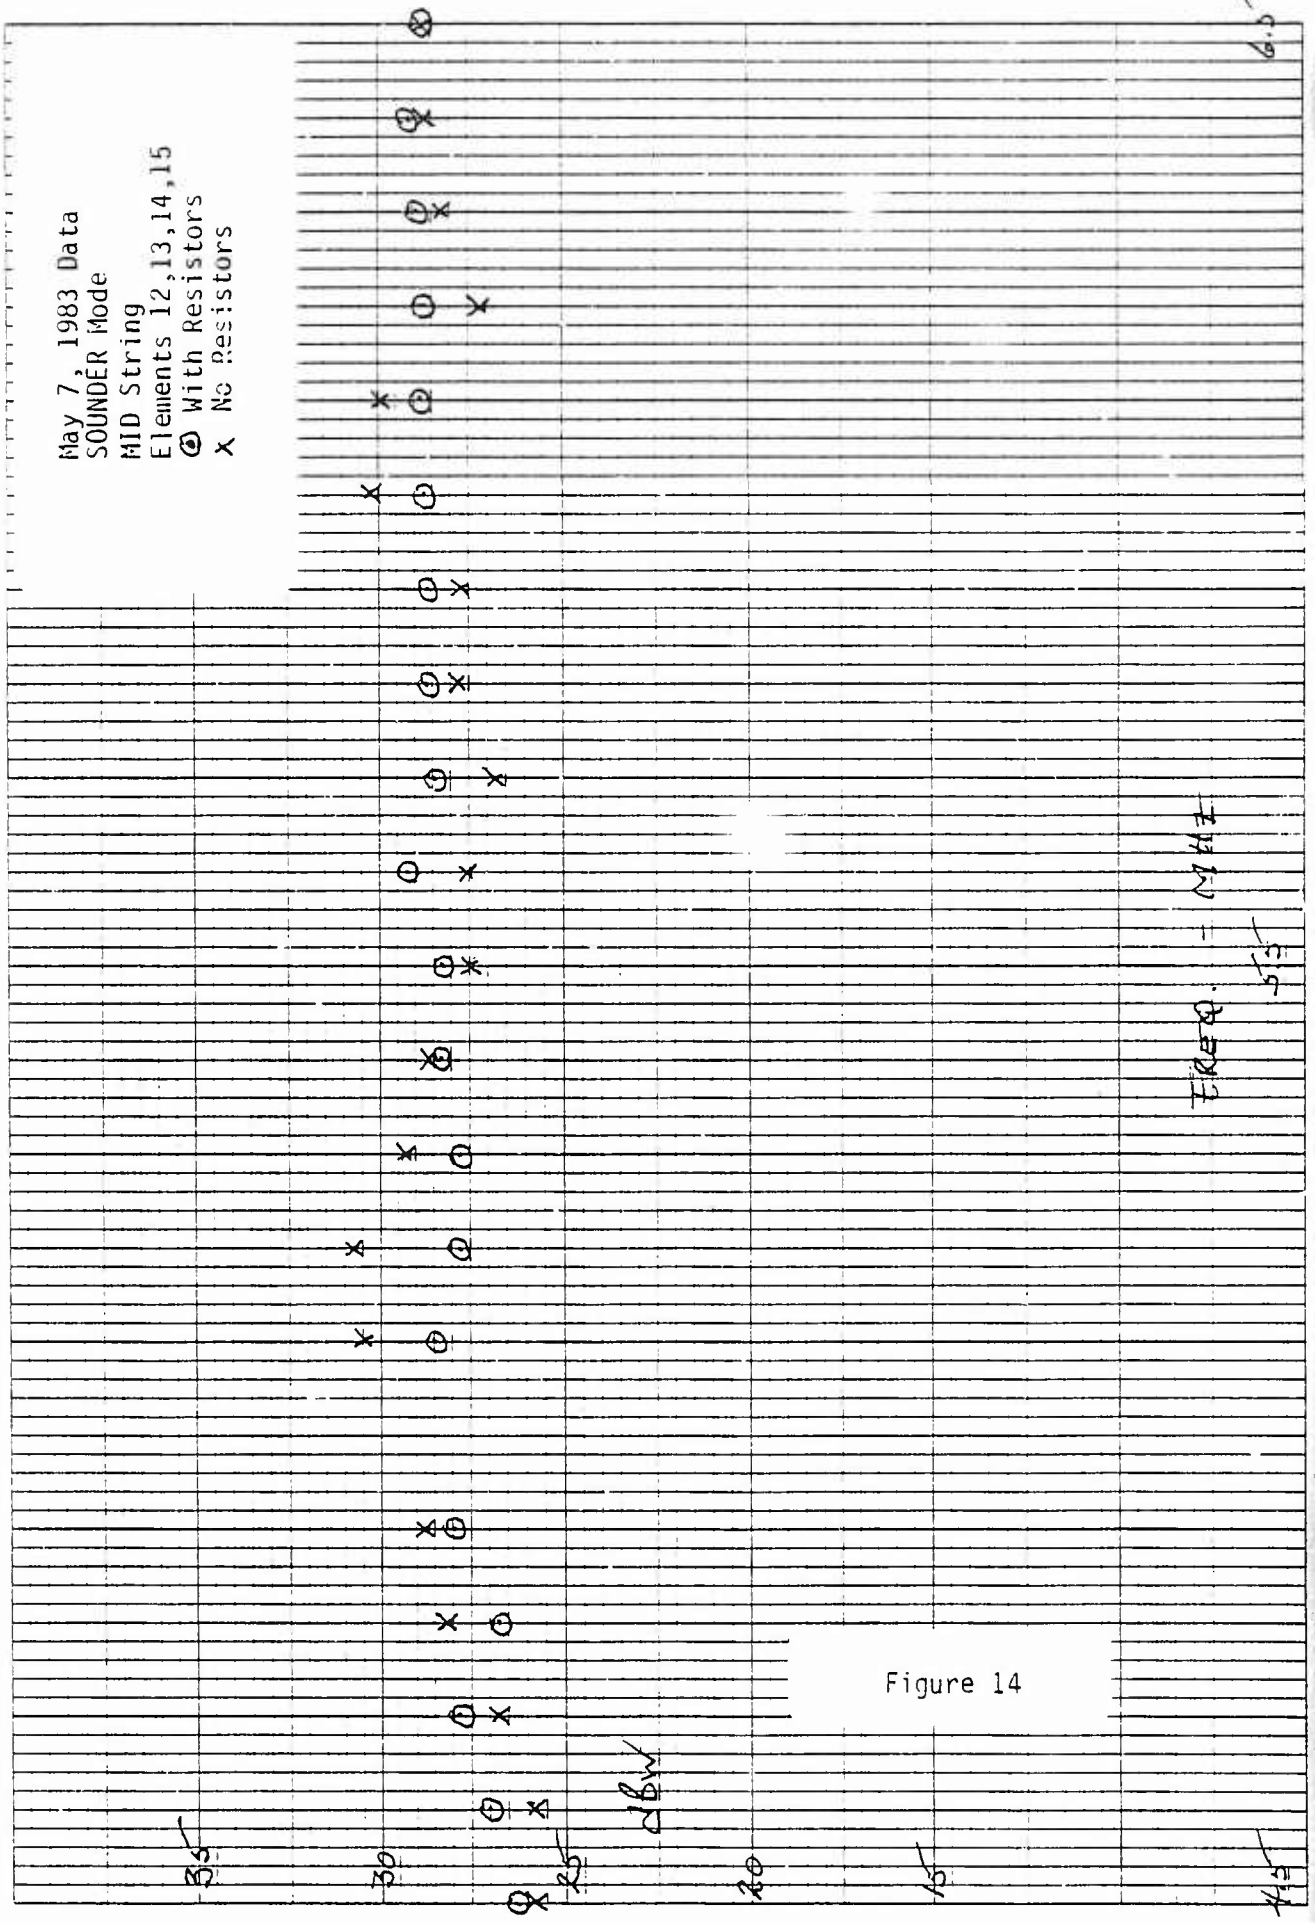 May 7, 1983 Data
SOUNDER Mode
MID String
Elements 12,13,14,15
With Resistors
X No Resistors
35
30
25
20
15
dBW
4.5
5.5
6.5
FREQ. - MHZ
Figure 14